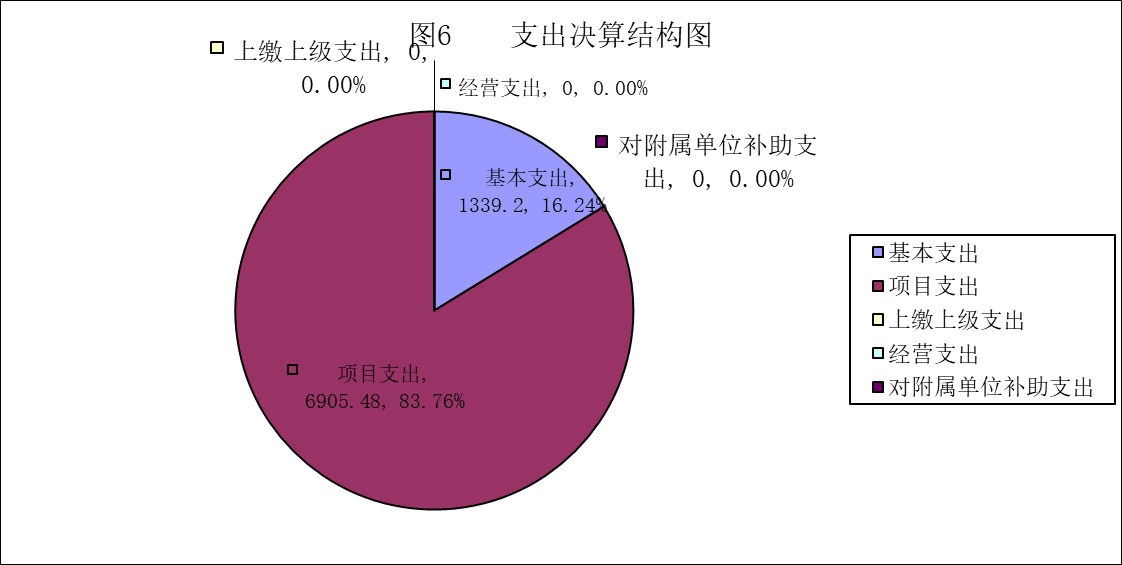 图6 支出决算结构图
上缴上级支出, 0,
0.00%
经营支出, 0, 0.00%
对附属单位补助支
出, 0, 0.00%
基本支出,
1339.2, 16.24%
项目支出,
6905.48, 83.76%
基本支出
项目支出
上缴上级支出
经营支出
对附属单位补助支出